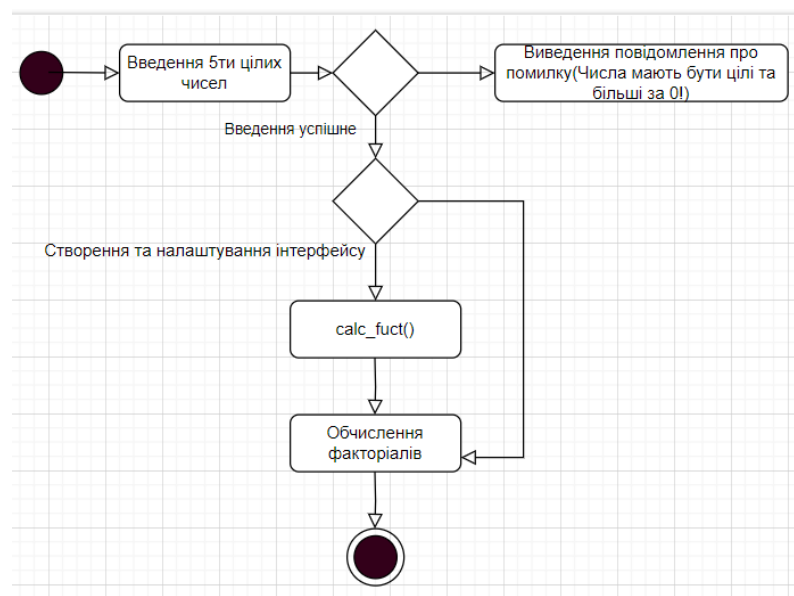 Введення 5ти цілих
чисел
Виведення повідомлення про
помилку(Числа мають бути цілі та
більші за 0!)
Введення успішне
Створення та налаштування інтерфейсу
calc_fuct()
Обчислення
факторіалів